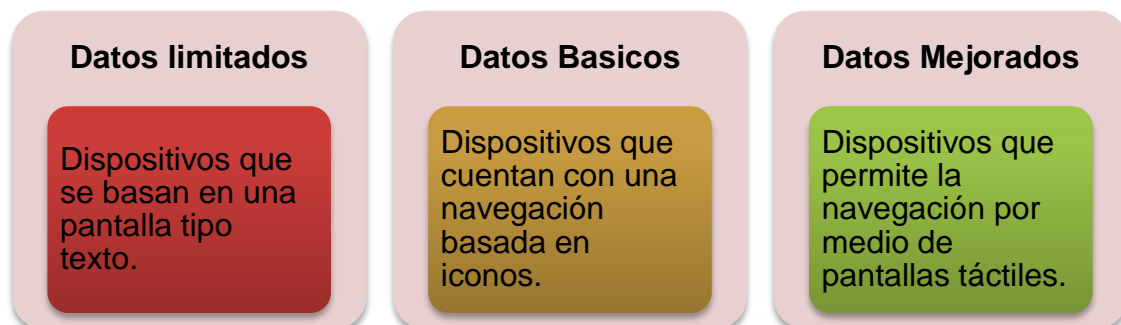 Datos limitados
Dispositivos que
se basan en una
pantalla tipo
texto.
Datos Basicos
Dispositivos que
cuentan con una
navegación
basada en
iconos.
Datos Mejorados
Dispositivos que
permite la
navegación por
medio de
pantallas táctiles.